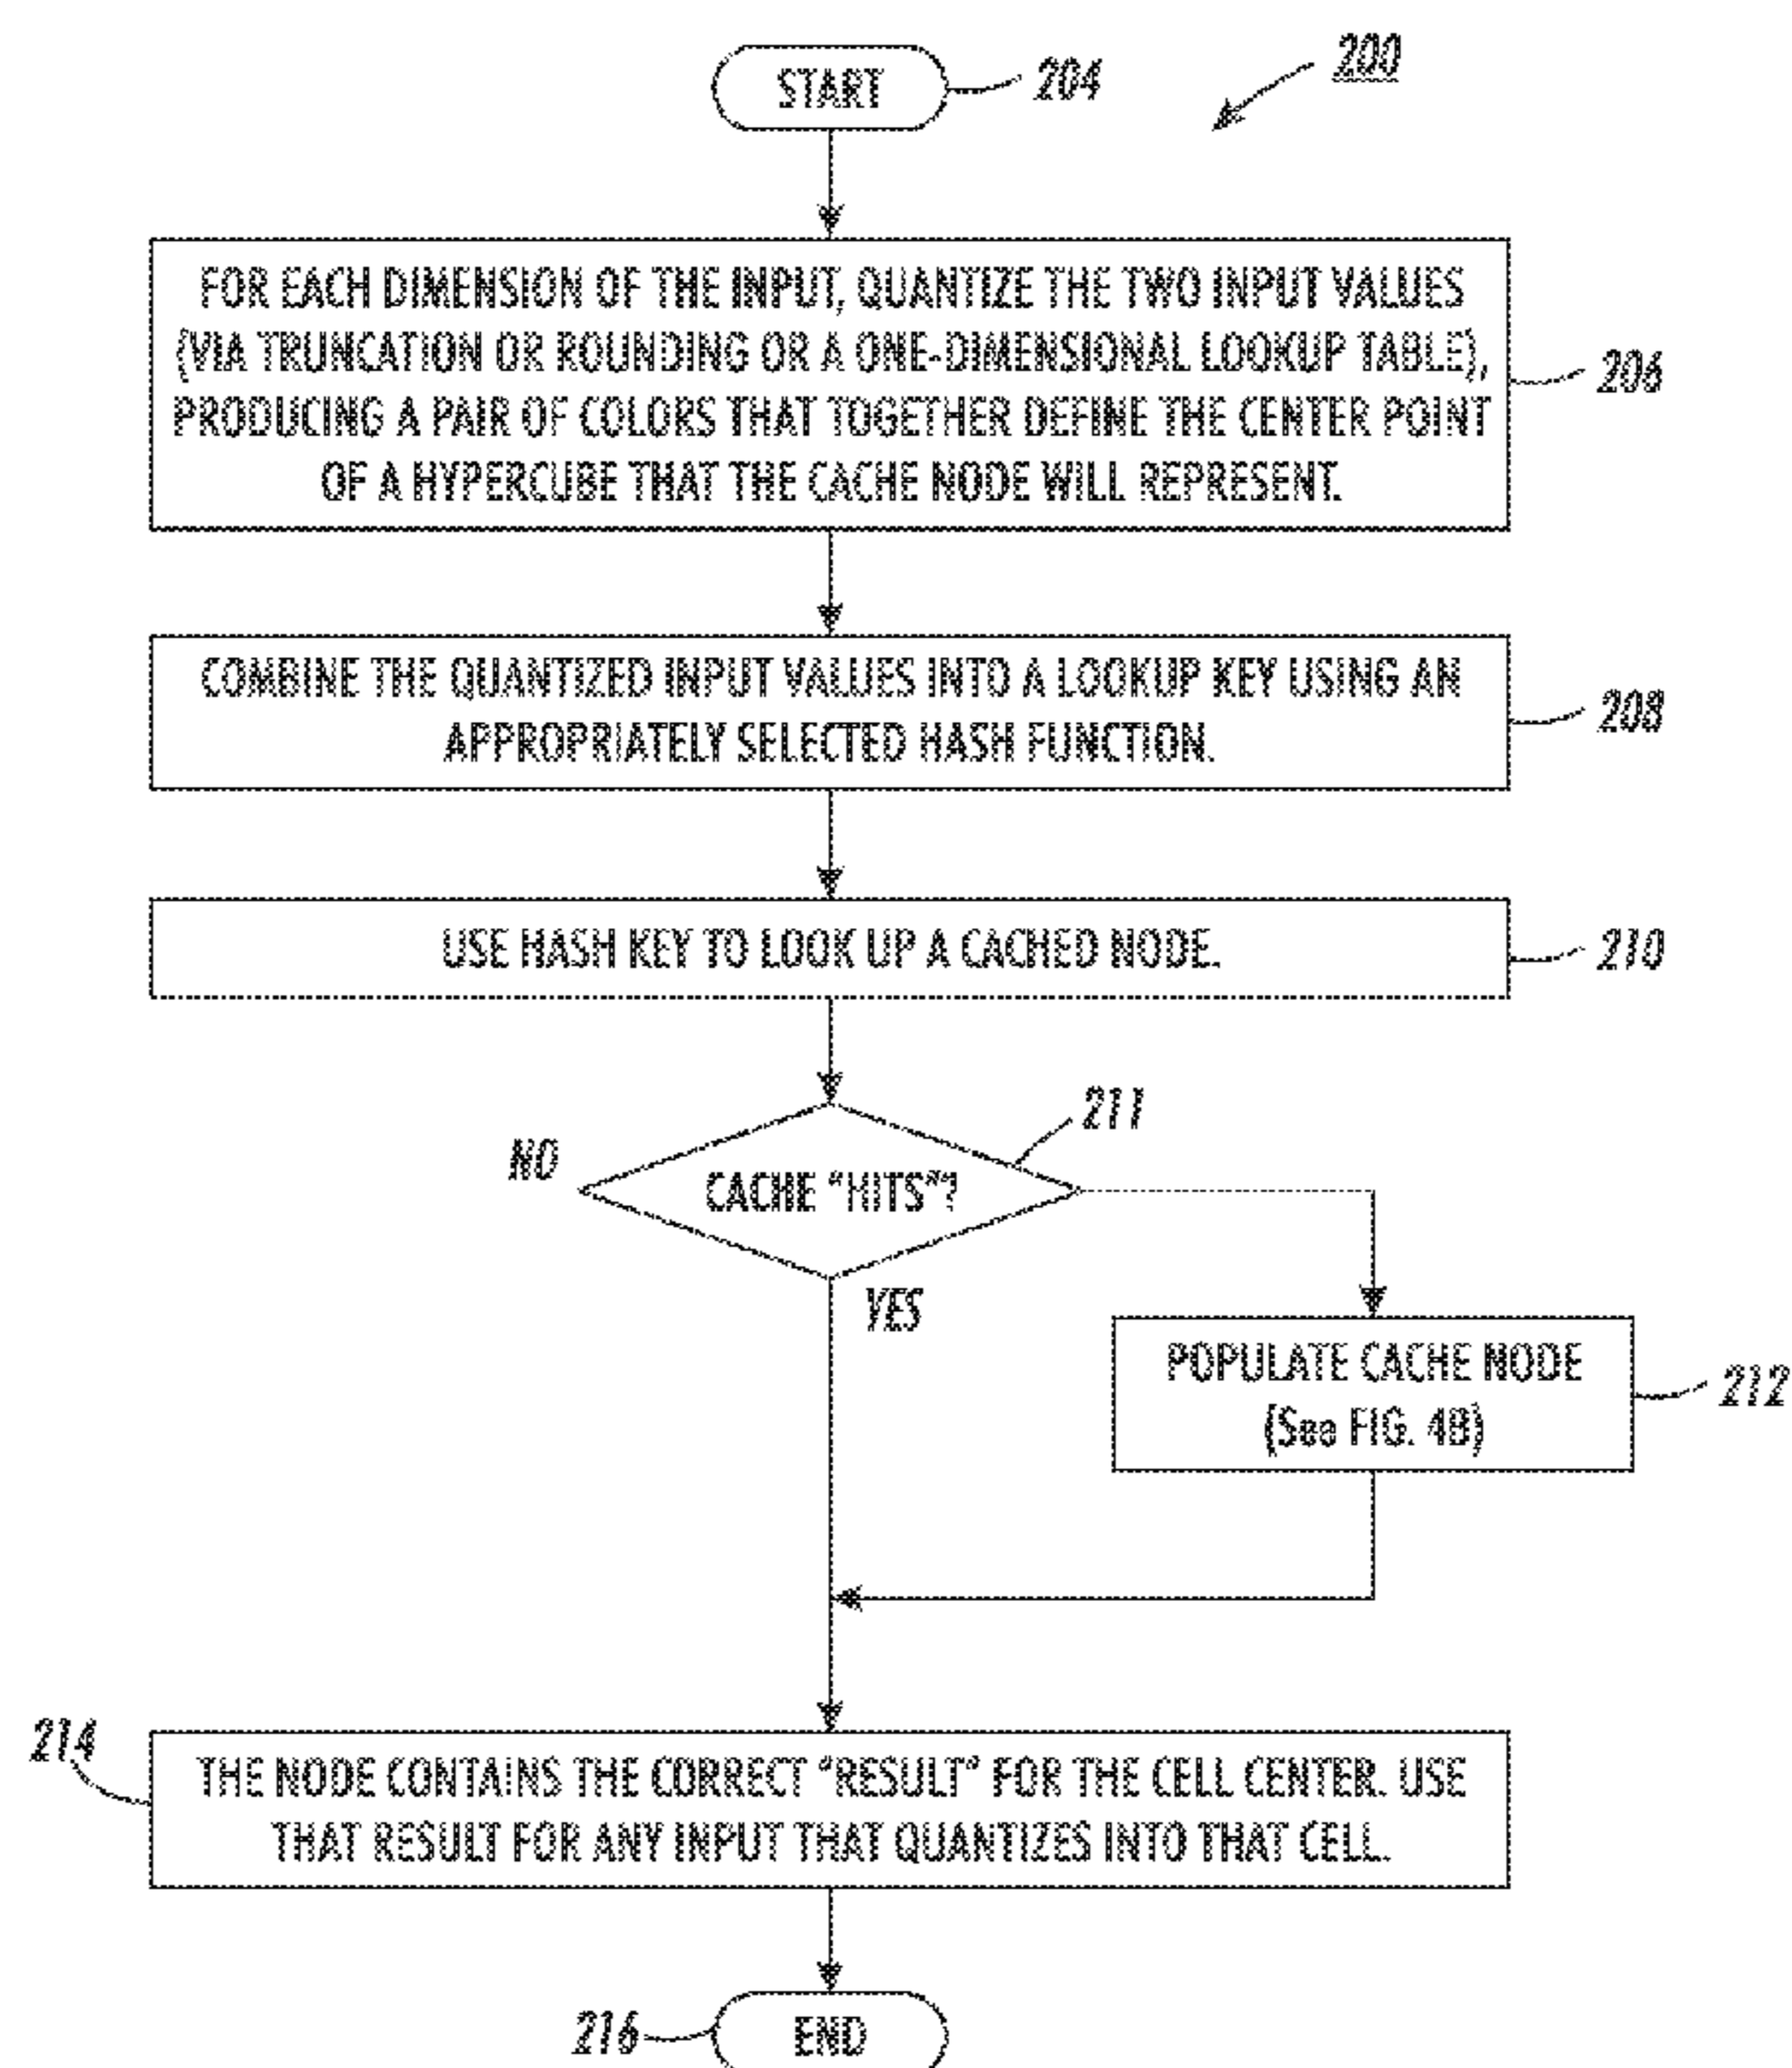 200
START
204
FOR EACH DIMENSION OF THE INPUT, QUANTIZE THE TWO INPUT VALUES
(VIA TRUNCATION OR ROUNDING OR A ONE-DIMENSIONAL LOOKUP TABLE),
PRODUCING A PAIR OF COLORS THAT TOGETHER DEFINE THE CENTER POINT
OF A HYPERCUBE THAT THE CACHE NODE WILL REPRESENT.
206
COMBINE THE QUANTIZED INPUT VALUES INTO A LOOKUP KEY USING AN
APPROPRIATELY SELECTED HASH FUNCTION.
208
USE HASH KEY TO LOOK UP A CACHED NODE.
210
211
NO
CACHE "HITS"?
YES
POPULATE CACHE NODE
(See FIG. 4B)
212
214
THE NODE CONTAINS THE CORRECT "RESULT" FOR THE CELL CENTER. USE
THAT RESULT FOR ANY INPUT THAT QUANTIZES INTO THAT CELL.
216
END